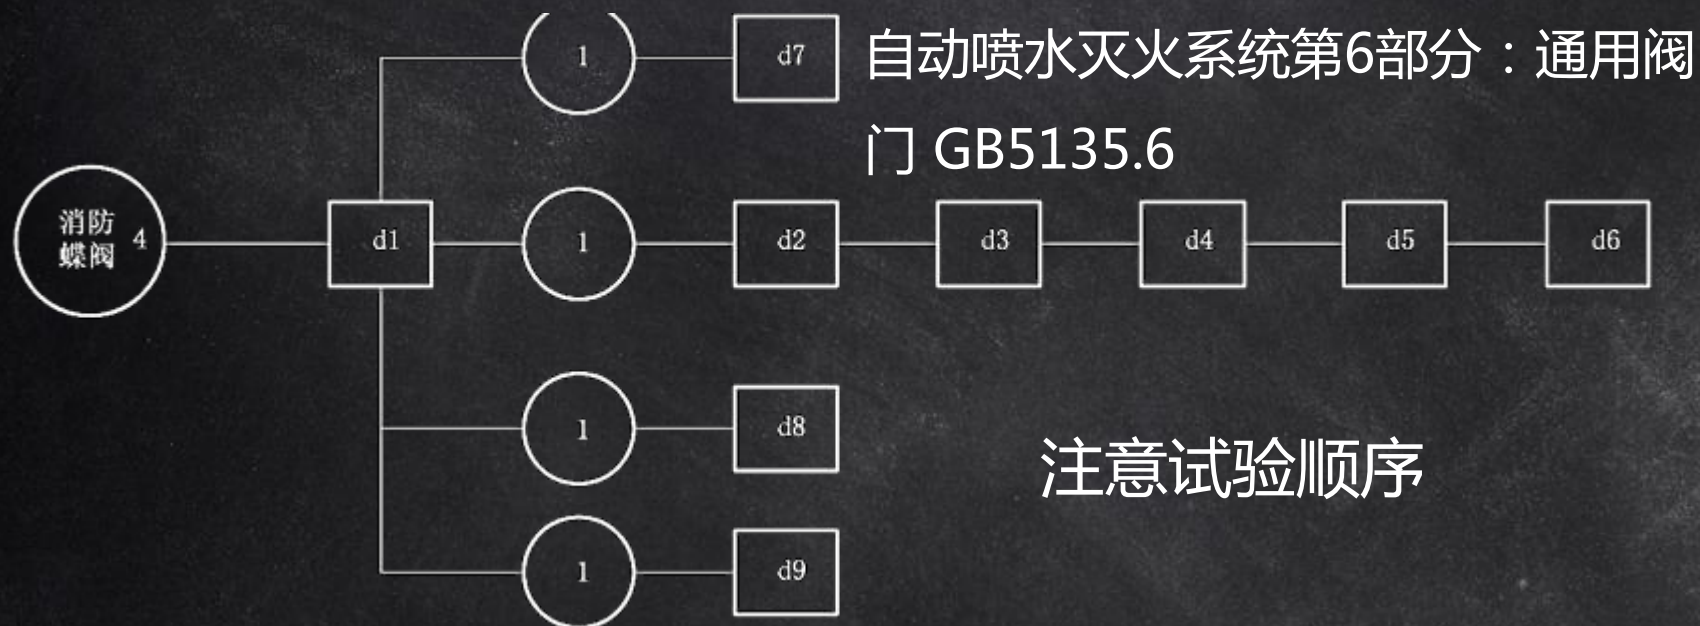 1
d7
自动喷水灭火系统第6部分：通用阀
门 GB5135.6
消防
蝶阀 4
d1
1
d2
d3
d4
d5
d6
1
d8
注意试验顺序
1
d9